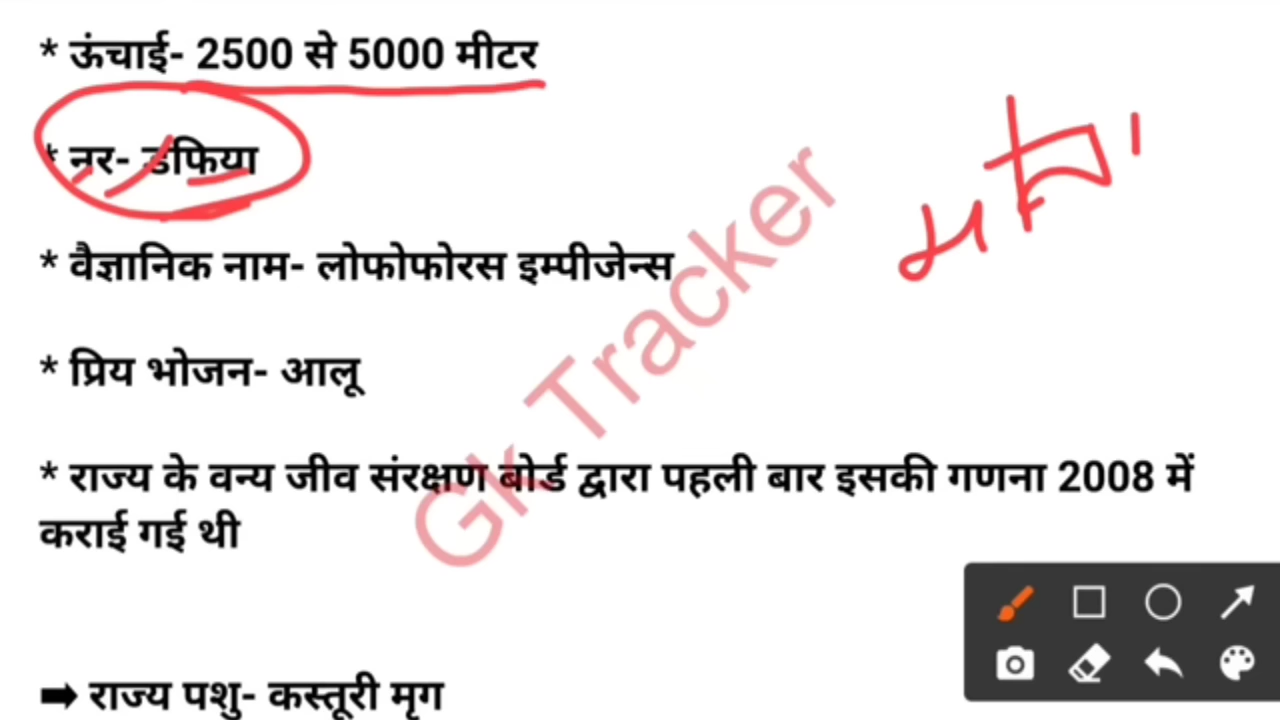 * ऊंचाई- 2500 से 5000 मीटर
* नर- डफिया
* वैज्ञानिक नाम- लोफोफोरस इम्पीजेन्स
* प्रिय भोजन- आलू
* राज्य के वन्य जीव संरक्षण बोर्ड द्वारा पहली बार इसकी गणना 2008 में
कराई गई थी
➡ राज्य पशु- कस्तूरी मृग
Gk Tracker